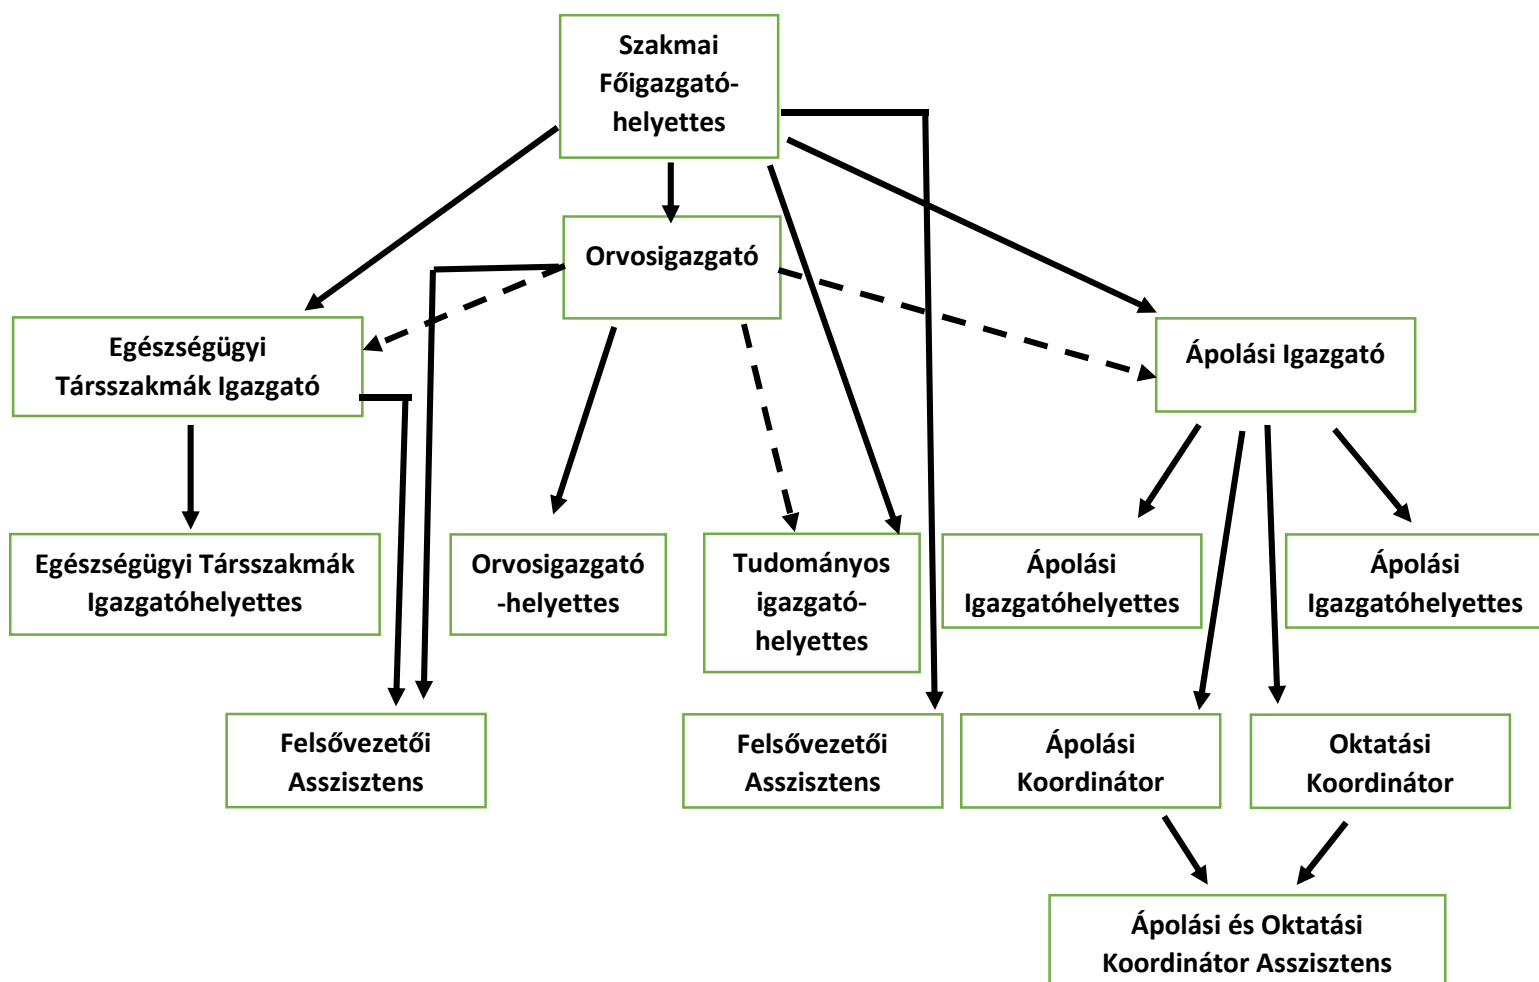 Szakmai
Főigazgató-
helyettes
Orvosigazgató
Egészségügyi
Társszakmák Igazgató
Ápolási Igazgató
Egészségügyi Társszakmák
Igazgatóhelyettes
Orvosigazgató
-helyettes
Tudományos
igazgató-
helyettes
Ápolási
Igazgatóhelyettes
Ápolási
Igazgatóhelyettes
Felsővezetői
Asszisztens
Felsővezetői
Asszisztens
Ápolási
Koordinátor
Oktatási
Koordinátor
Ápolási és Oktatási
Koordinátor Asszisztens